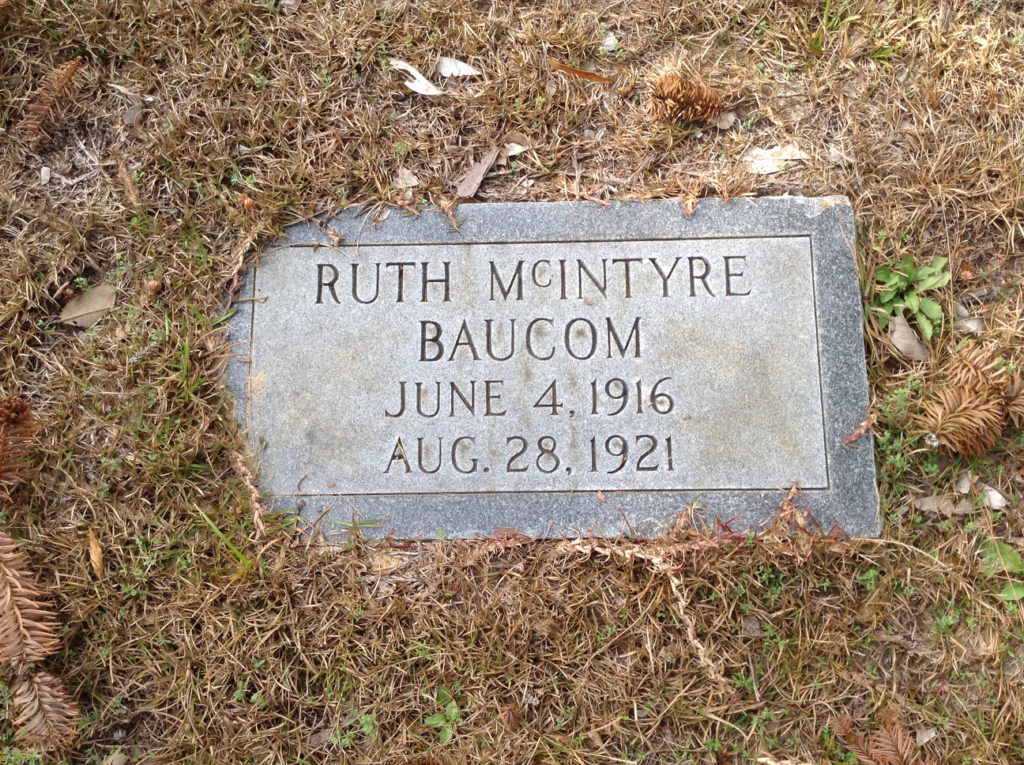 RUTH McINTYRE
BAUCOM
JUNE 4, 1916
AUG. 28, 1921